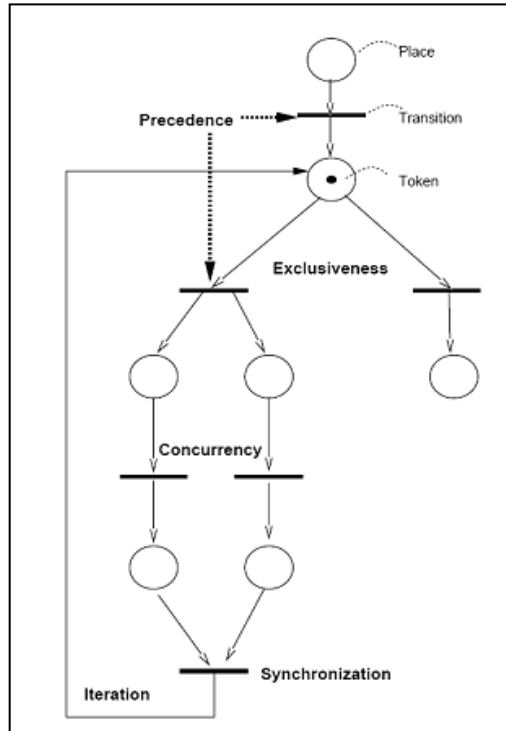 Place
Precedence
Transition
Token
Exclusiveness
Concurrency
Synchronization
Iteration